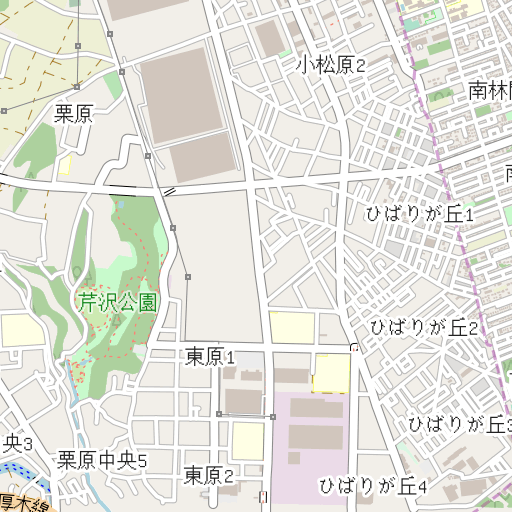 小松原2
南林
栗原
ひばりが丘1
芹沢公園
ひばりが丘2
東原1
ひばりが丘3
央3
栗原中央5
東原2
ひばりが丘4
厚木線